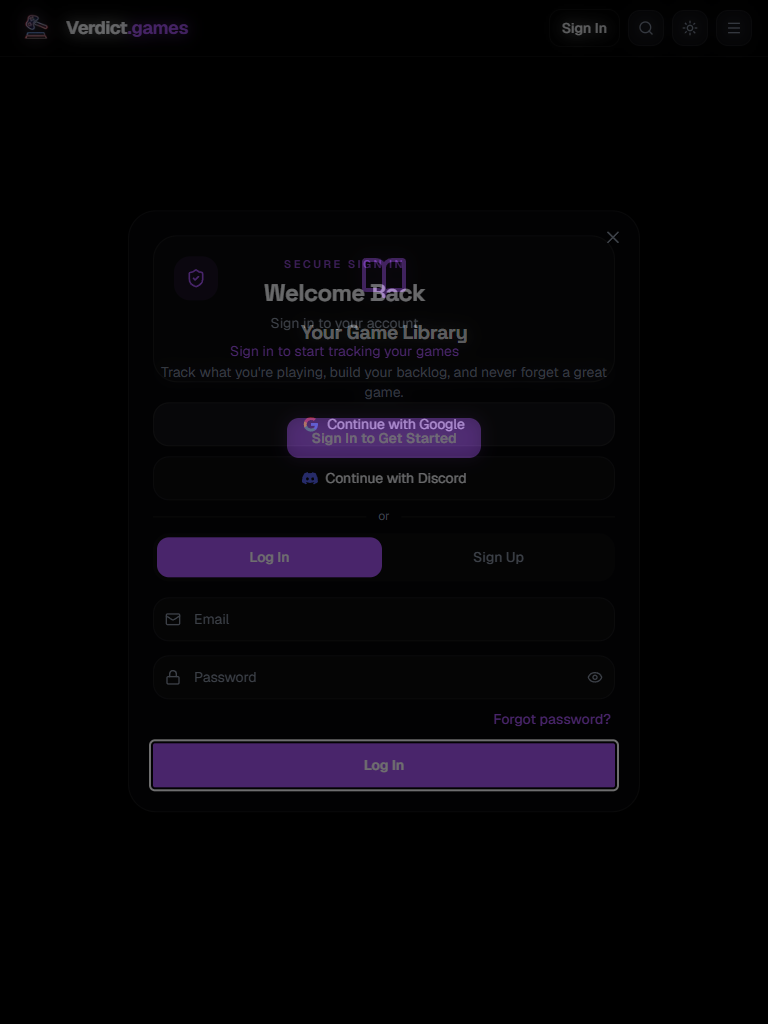 Verdict.games
Sign In
SECURE SIGN IN
Welcome Back
Sign in to your account
Your Game Library
Sign in to start tracking your games
Track what you're playing, build your backlog, and never forget a great
game.
Continue with Google
Sign In to Get Started
Continue with Discord
or
Log In
Sign Up
Email
Password
Forgot password?
Log In